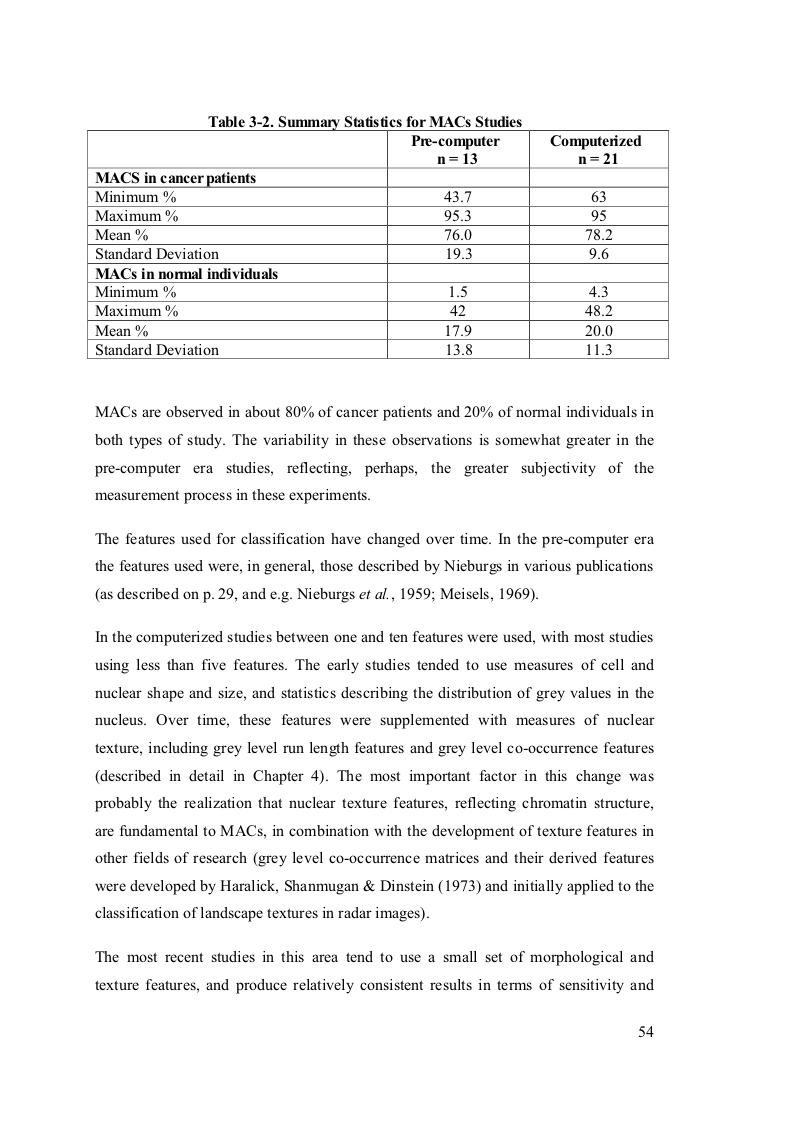 Table 3-2. Summary Statistics for MACs Studies
Pre-computer Computerized
n = 13 n = 21
MACS in cancer patients
Minimum % 43.7 63
Maximum % 95.3 95
Mean % 76.0 78.2
Standard Deviation 19.3 9.6
MACs in normal individuals
Minimum % 1.5 4.3
Maximum % 42 48.2
Mean % 17.9 20.0
Standard Deviation 13.8 11.3
MACs are observed in about 80% of cancer patients and 20% of normal individuals in
both types of study. The variability in these observations is somewhat greater in the
pre-computer era studies, reflecting, perhaps, the greater subjectivity of the
measurement process in these experiments.
The features used for classification have changed over time. In the pre-computer era
the features used were, in general, those described by Nieburgs in various publications
(as described on p. 29, and e.g. Nieburgs et al., 1959; Meisels, 1969).
In the computerized studies between one and ten features were used, with most studies
using less than five features. The early studies tended to use measures of cell and
nuclear shape and size, and statistics describing the distribution of grey values in the
nucleus. Over time, these features were supplemented with measures of nuclear
texture, including grey level run length features and grey level co-occurrence features
(described in detail in Chapter 4). The most important factor in this change was
probably the realization that nuclear texture features, reflecting chromatin structure,
are fundamental to MACs, in combination with the development of texture features in
other fields of research (grey level co-occurrence matrices and their derived features
were developed by Haralick, Shanmugan & Dinstein (1973) and initially applied to the
classification of landscape textures in radar images).
The most recent studies in this area tend to use a small set of morphological and
texture features, and produce relatively consistent results in terms of sensitivity and
54